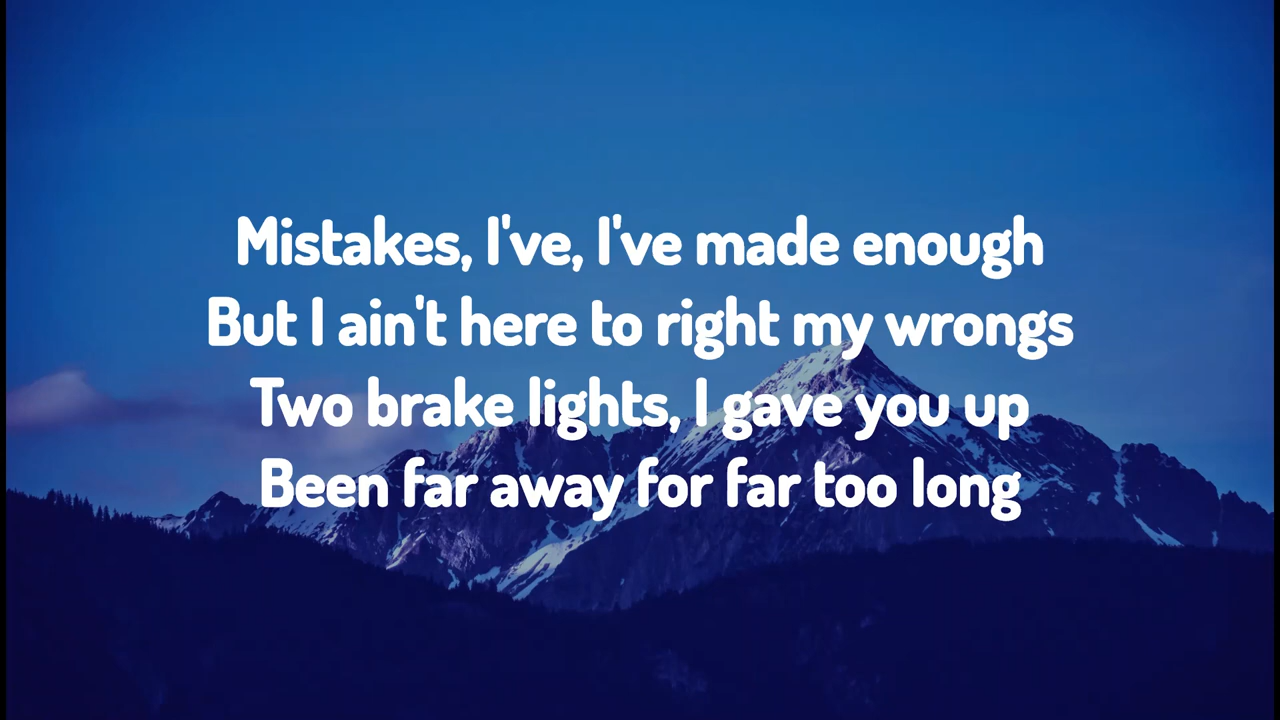 Mistakes, I've, I've made enough
But I ain't here to right my wrongs
Two brake lights, I gave you up
Been far away for far too long